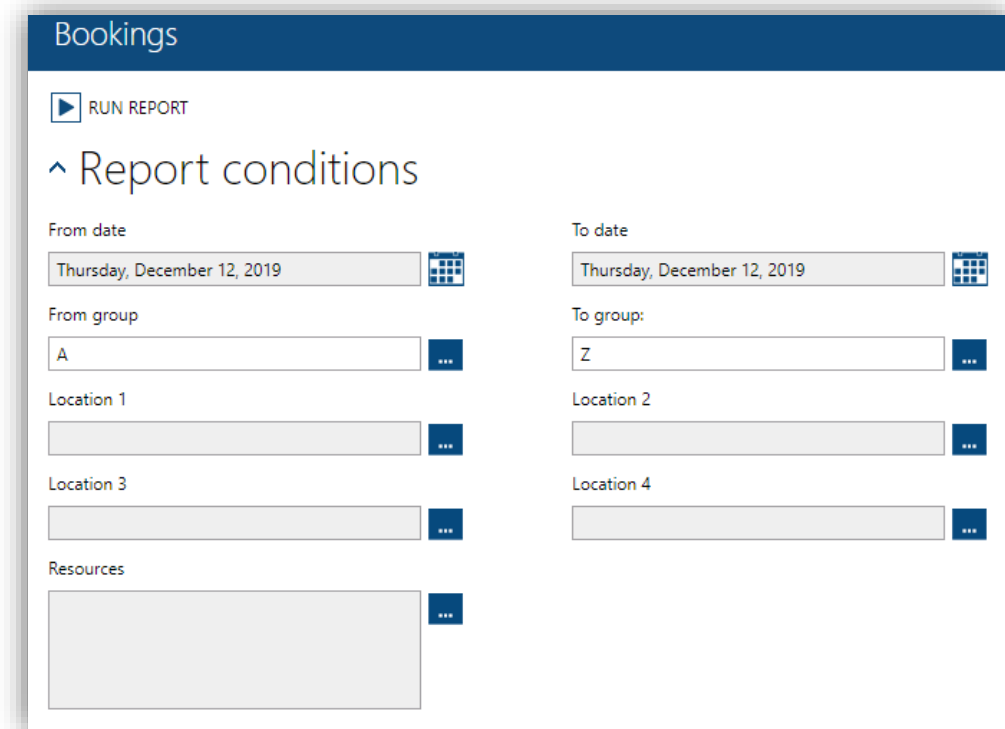 Bookings
RUN REPORT
Report conditions
From date
To date
Thursday, December 12, 2019
Thursday, December 12, 2019
From group
To group:
A
...
Z
...
Location 1
Location 2
...
...
Location 3
Location 4
...
...
Resources
...